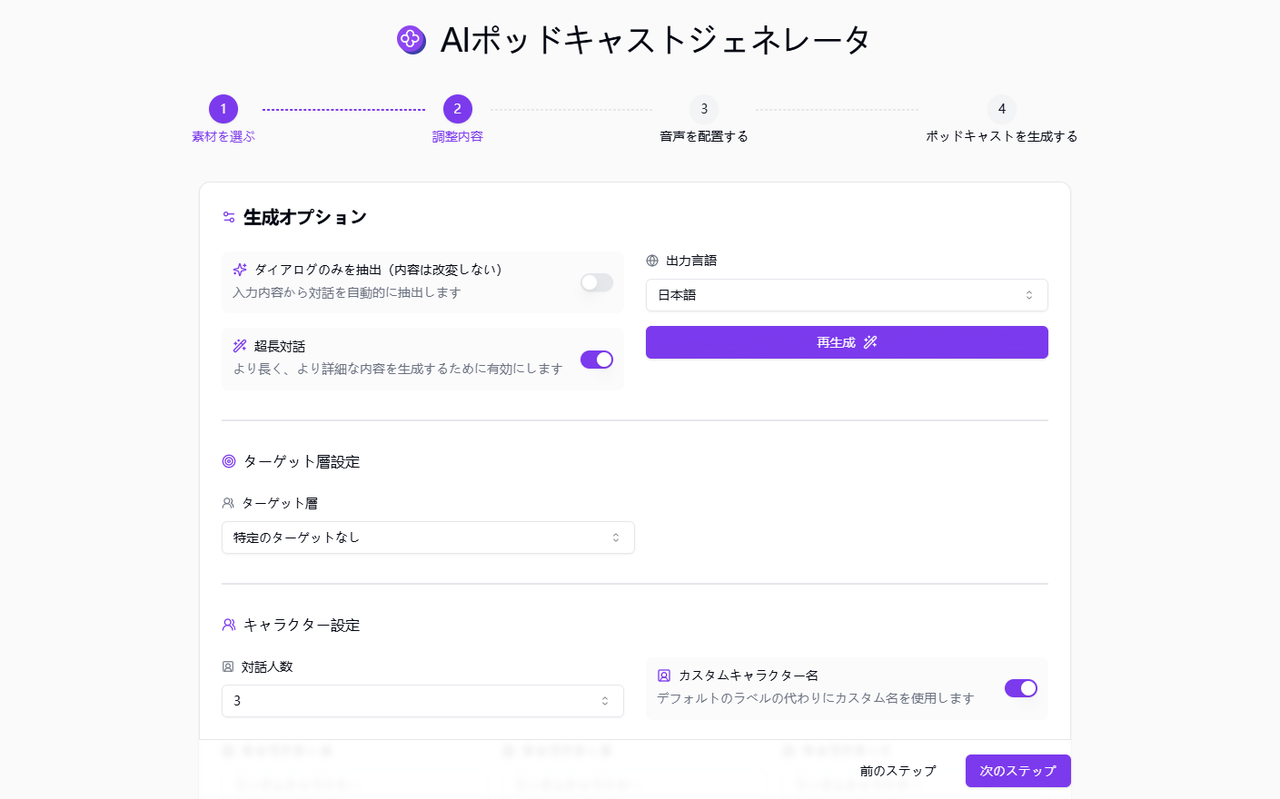 AIポッドキャストジェネレータ
1
2
3
4
素材を選ぶ
調整内容
音声を配置する
ポッドキャストを生成する
生成オプション
ダイアログのみを抽出（内容は改変しない）
入力内容から対話を自動的に抽出します
出力言語
日本語
再生成
超長対話
より長く、より詳細な内容を生成するために有効にします
ターゲット層設定
ターゲット層
特定のターゲットなし
キャラクター設定
対話人数
3
カスタムキャラクター名
デフォルトのラベルの代わりにカスタム名を使用します
前のステップ
次のステップ